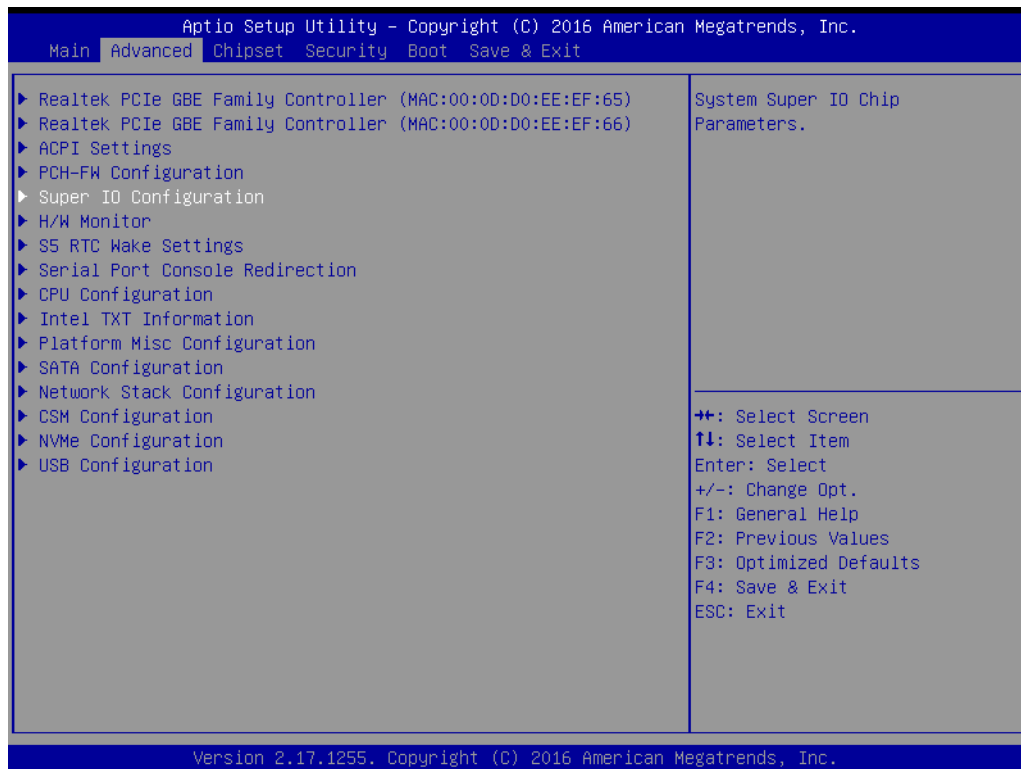 Aptio Setup Utility – Copyright (C) 2016 American Megatrends, Inc.
Main Advanced Chipset Security Boot Save & Exit
▶ Realtek PCIe GBE Family Controller (MAC:00:0D:D0:EE:EF:65)
▶ Realtek PCIe GBE Family Controller (MAC:00:0D:D0:EE:EF:66)
▶ ACPI Settings
▶ PCH-FW Configuration
▶ Super IO Configuration
▶ H/W Monitor
▶ S5 RTC Wake Settings
▶ Serial Port Console Redirection
▶ CPU Configuration
▶ Intel TXT Information
▶ Platform Misc Configuration
▶ SATA Configuration
▶ Network Stack Configuration
▶ CSM Configuration
▶ NVMe Configuration
▶ USB Configuration
System Super IO Chip
Parameters.
→←: Select Screen
↑↓: Select Item
Enter: Select
+/-: Change Opt.
F1: General Help
F2: Previous Values
F3: Optimized Defaults
F4: Save & Exit
ESC: Exit
Version 2.17.1255. Copyright (C) 2016 American Megatrends, Inc.